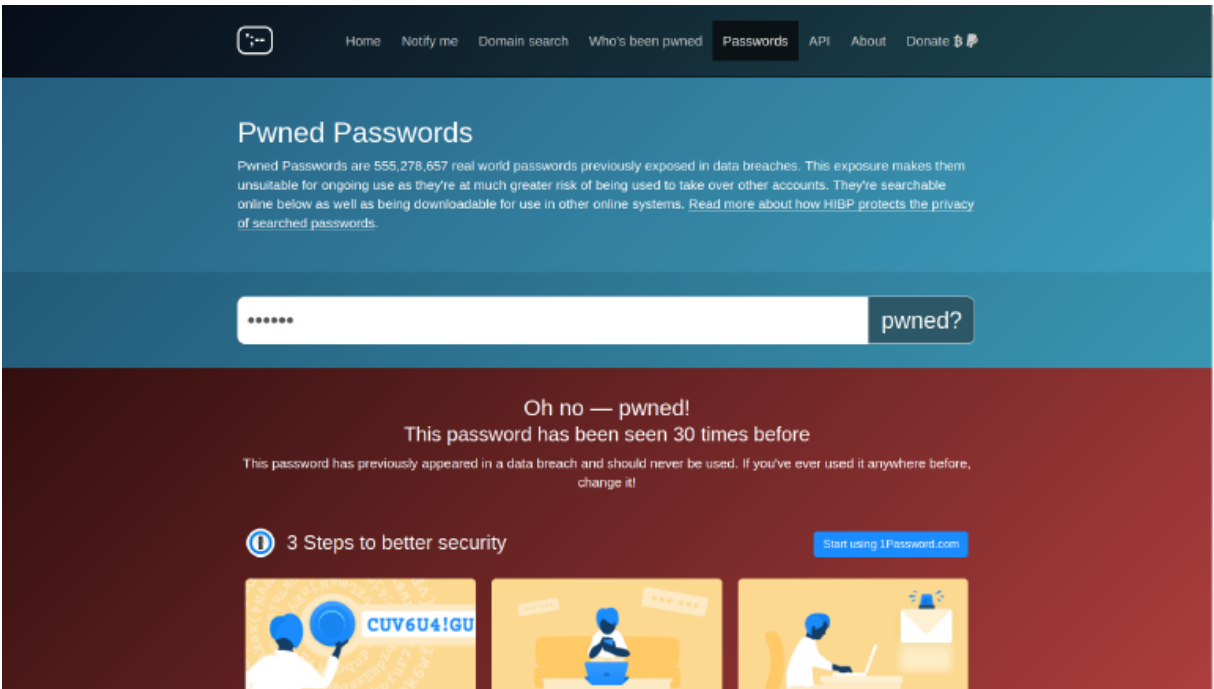 ';--
Home Notify me Domain search Who's been pwned Passwords API About Donate
Pwned Passwords
Pwned Passwords are 555,278,657 real world passwords previously exposed in data breaches. This exposure makes them
unsuitable for ongoing use as they're at much greater risk of being used to take over other accounts. They're searchable
online below as well as being downloadable for use in other online systems. Read more about how HIBP protects the privacy
of searched passwords.
••••••
pwned?
Oh no — pwned!
This password has been seen 30 times before
This password has previously appeared in a data breach and should never be used. If you've ever used it anywhere before,
change it!
3 Steps to better security
Start using 1Password.com
CUV6U4!GU